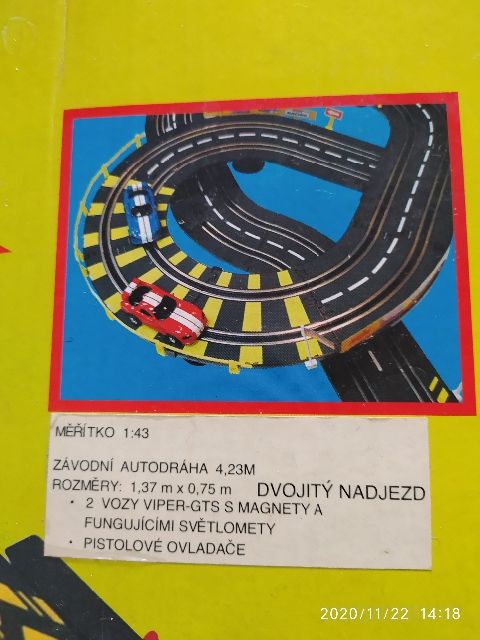 MĚŘÍTKO 1:43
ZÁVODNÍ AUTODRÁHA 4,23M
ROZMĚRY: 1,37 m x 0,75 m DVOJITÝ NADJEZD
• 2 VOZY VIPER-GTS S MAGNETY A
FUNGUJÍCÍMI SVĚTLOMETY
• PISTOLOVÉ OVLADAČE
2020/11/22 14:18